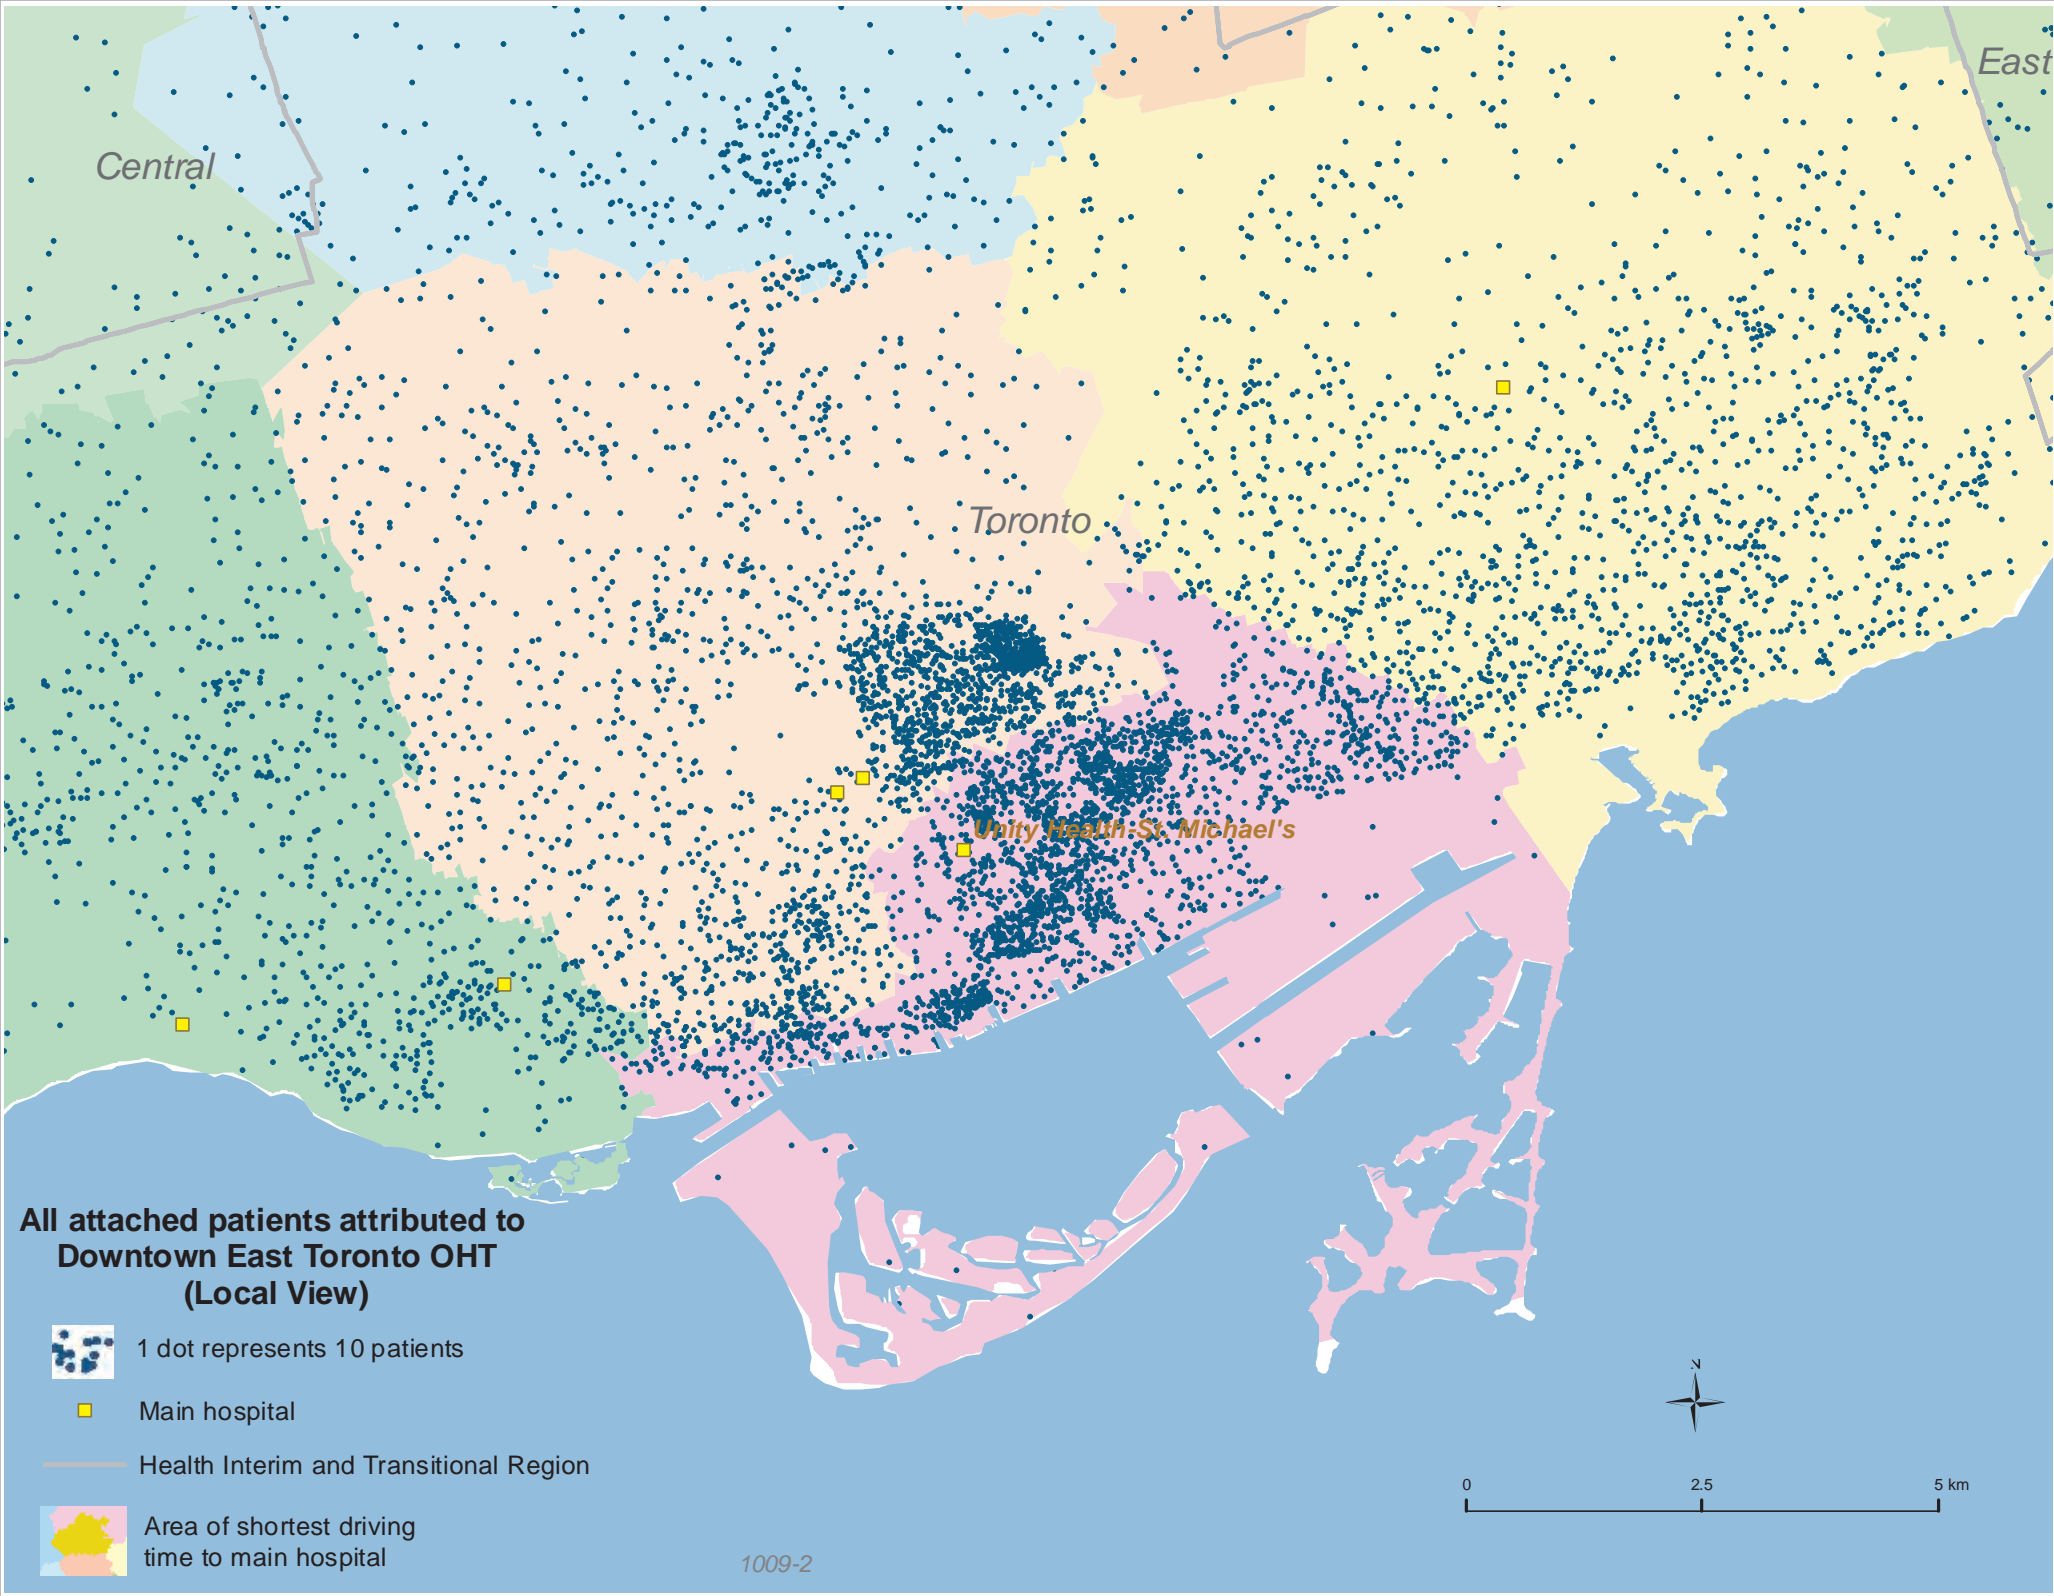 East
Central
Toronto
Unity Health-St. Michael's
All attached patients attributed to
Downtown East Toronto OHT
(Local View)
1 dot represents 10 patients
Main hospital
Health Interim and Transitional Region
Area of shortest driving
time to main hospital
1009-2
N
0 2.5 5 km